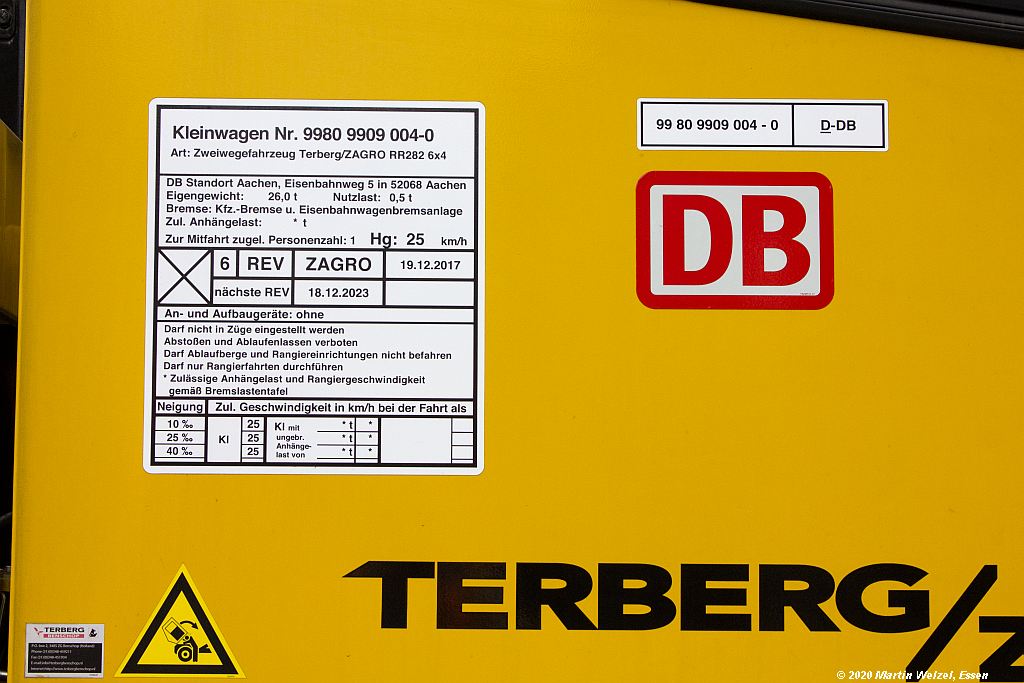 Kleinwagen Nr. 9980 9909 004-0
Art: Zweiwegefahrzeug Terberg/ZAGRO RR282 6x4
DB Standort Aachen, Eisenbahnweg 5 in 52068 Aachen
Eigengewicht: 26,0 t Nutzlast: 0,5 t
Bremse: Kfz.-Bremse u. Eisenbahnwagenbremsanlage
Zul. Anhängelast: * t
Zur Mitfahrt zugel. Personenzahl: 1 Hg: 25 km/h
6 REV ZAGRO 19.12.2017
nächste REV 18.12.2023
An- und Aufbaugeräte: ohne
Darf nicht in Züge eingestellt werden
Abstoßen und Ablaufenlassen verboten
Darf Ablaufberge und Rangiereinrichtungen nicht befahren
Darf nur Rangierfahrten durchführen
* Zulässige Anhängelast und Rangiergeschwindigkeit
gemäß Bremslastentafel
Neigung Zul. Geschwindigkeit in km/h bei der Fahrt als
10 ‰ 25 * t *
25 ‰ 25 * t *
40 ‰ 25 * t *
Kl
Kl mit
ungebr.
Anhänge-
last von
99 80 9909 004 - 0 D-DB
DB
TERBERG/Z
TERBERG
BENSCHOP
© 2020 Martin Welzel, Essen